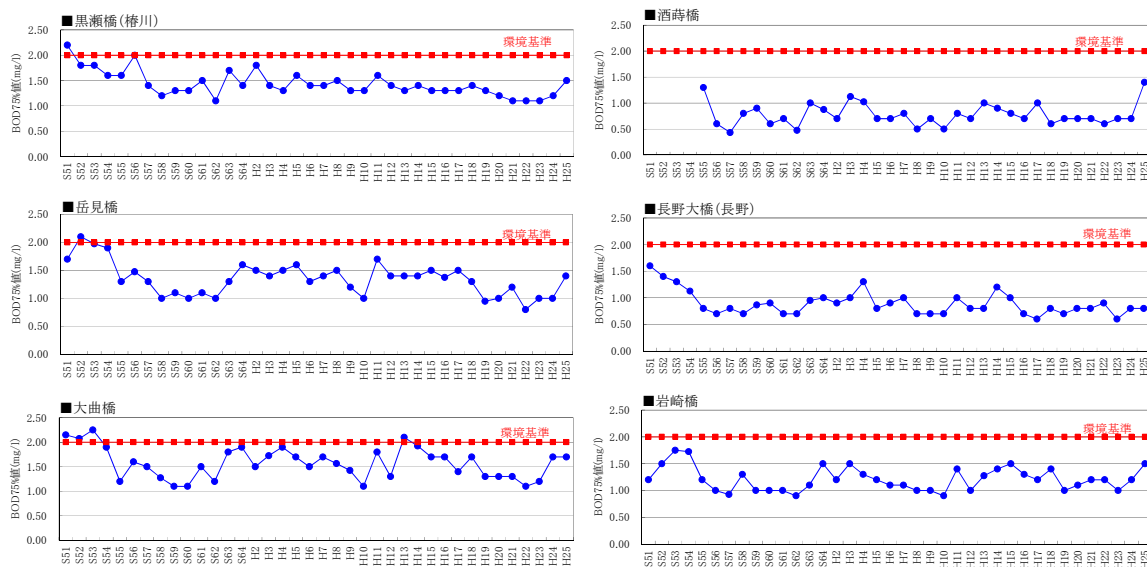 ■黒瀬橋(椿川)
2.50
2.00
1.50
1.00
0.50
0.00
BOD75%値(mg/l)
環境基準
S51 S52 S53 S54 S55 S56 S57 S58 S59 S60 S61 S62 S63 S64 H2 H3 H4 H5 H6 H7 H8 H9 H10 H11 H12 H13 H14 H15 H16 H17 H18 H19 H20 H21 H22 H23 H24 H25
■酒蒔橋
2.50
2.00
1.50
1.00
0.50
0.00
BOD75%値(mg/l)
環境基準
S51 S52 S53 S54 S55 S56 S57 S58 S59 S60 S61 S62 S63 S64 H2 H3 H4 H5 H6 H7 H8 H9 H10 H11 H12 H13 H14 H15 H16 H17 H18 H19 H20 H21 H22 H23 H24 H25
■岳見橋
2.50
2.00
1.50
1.00
0.50
0.00
BOD75%値(mg/l)
環境基準
S51 S52 S53 S54 S55 S56 S57 S58 S59 S60 S61 S62 S63 S64 H2 H3 H4 H5 H6 H7 H8 H9 H10 H11 H12 H13 H14 H15 H16 H17 H18 H19 H20 H21 H22 H23 H24 H25
■長野大橋(長野)
2.50
2.00
1.50
1.00
0.50
0.00
BOD75%値(mg/l)
環境基準
S51 S52 S53 S54 S55 S56 S57 S58 S59 S60 S61 S62 S63 S64 H2 H3 H4 H5 H6 H7 H8 H9 H10 H11 H12 H13 H14 H15 H16 H17 H18 H19 H20 H21 H22 H23 H24 H25
■大曲橋
2.50
2.00
1.50
1.00
0.50
0.00
BOD75%値(mg/l)
環境基準
S51 S52 S53 S54 S55 S56 S57 S58 S59 S60 S61 S62 S63 S64 H2 H3 H4 H5 H6 H7 H8 H9 H10 H11 H12 H13 H14 H15 H16 H17 H18 H19 H20 H21 H22 H23 H24 H25
■岩崎橋
2.50
2.00
1.50
1.00
0.50
0.00
BOD75%値(mg/l)
環境基準
S51 S52 S53 S54 S55 S56 S57 S58 S59 S60 S61 S62 S63 S64 H2 H3 H4 H5 H6 H7 H8 H9 H10 H11 H12 H13 H14 H15 H16 H17 H18 H19 H20 H21 H22 H23 H24 H25